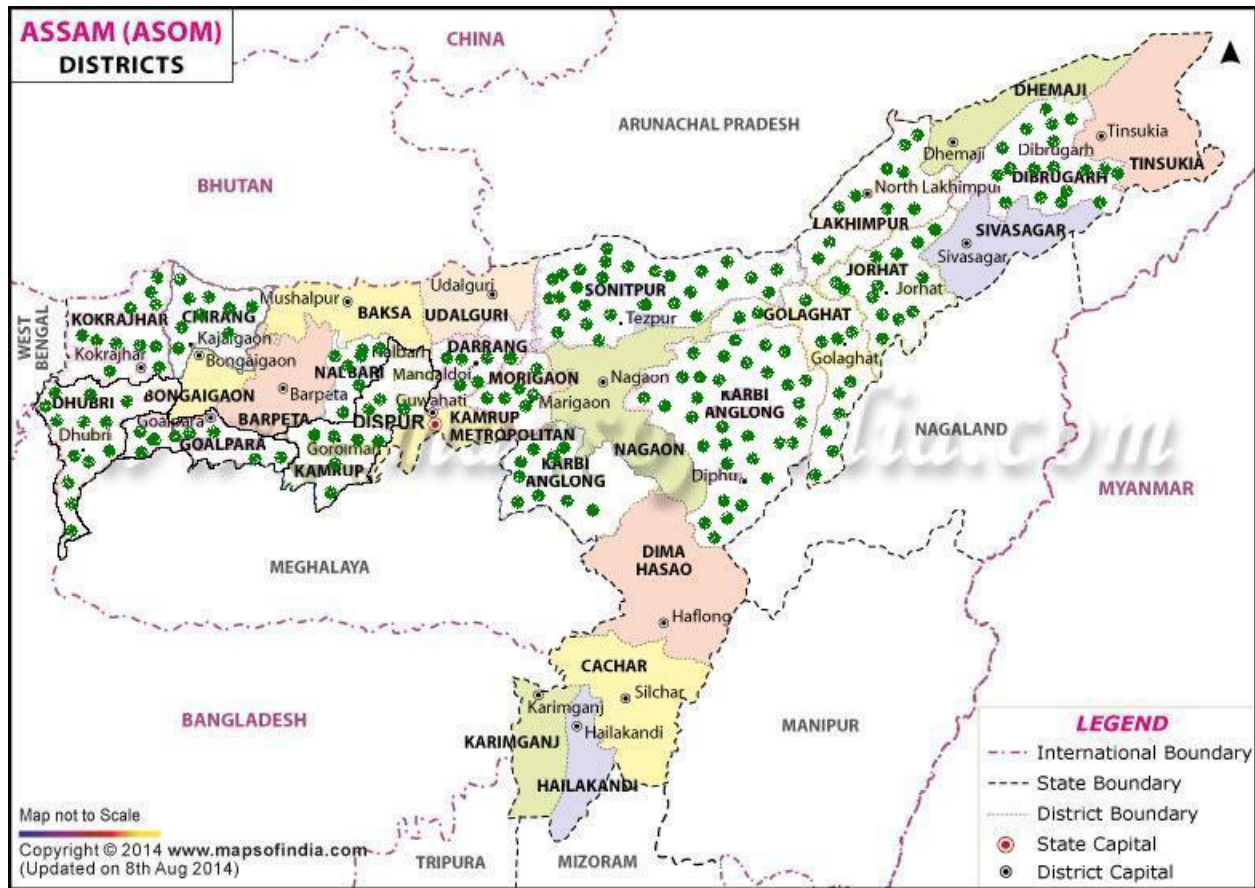 ASSAM (ASOM)
DISTRICTS
CHINA
ARUNACHAL PRADESH
BHUTAN
DHEMAJI
Dhemaji
Tinsukia
TINSUKIA
Dibrugarh
DIBRUGARH
North Lakhimpur
LAKHIMPUR
SIVASAGAR
Sivasagar
JORHAT
Jorhat
SONITPUR
Tezpur
GOLAGHAT
Golaghat
Udalguri
UDALGURI
Mushalpur
BAKSA
WEST
BENGAL
KOKRAJHAR
Kokrajhar
CHIRANG
Kajalgaon
Bongaigaon
BONGAIGAON
Barpeta
BARPETA
Nalbari
NALBARI
DARRANG
Mandaldoi
MORIGAON
Marigaon
Nagaon
NAGAON
KARBI
ANGLONG
Diphu
DHUBRI
Dhubri
Goalpara
GOALPARA
Guwahati
DISPUR
KAMRUP
METROPOLITAN
Goroimari
KAMRUP
KARBI
ANGLONG
NAGALAND
MYANMAR
MEGHALAYA
DIMA
HASAO
Haflong
CACHAR
Silchar
Karimganj
KARIMGANJ
Hailakandi
HAILAKANDI
BANGLADESH
MANIPUR
TRIPURA
MIZORAM
LEGEND
International Boundary
State Boundary
District Boundary
State Capital
District Capital
Map not to Scale
Copyright © 2014 www.mapsofindia.com
(Updated on 8th Aug 2014)